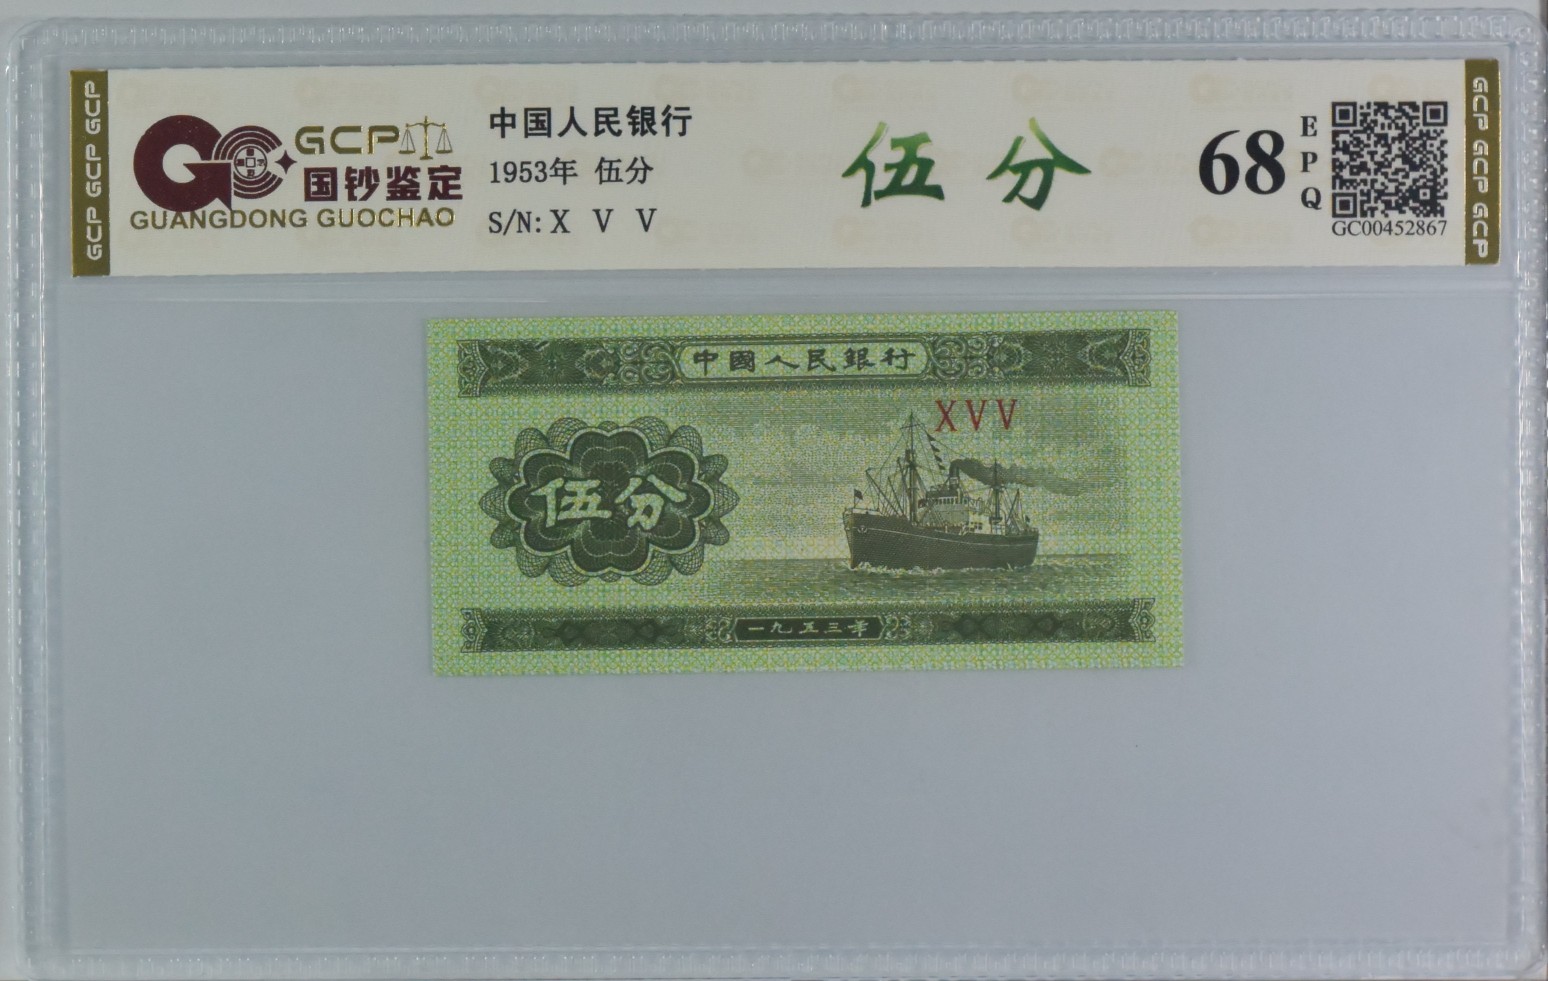 GCP GCP GCP
GCP
国钞鉴定
GUANGDONG GUOCHAO
中国人民银行
1953年 伍分
S/N: X V V
伍分
68
EPQ
GC00452867
GCP GCP GCP
中國人民銀行
XVV
伍分
一九五三年